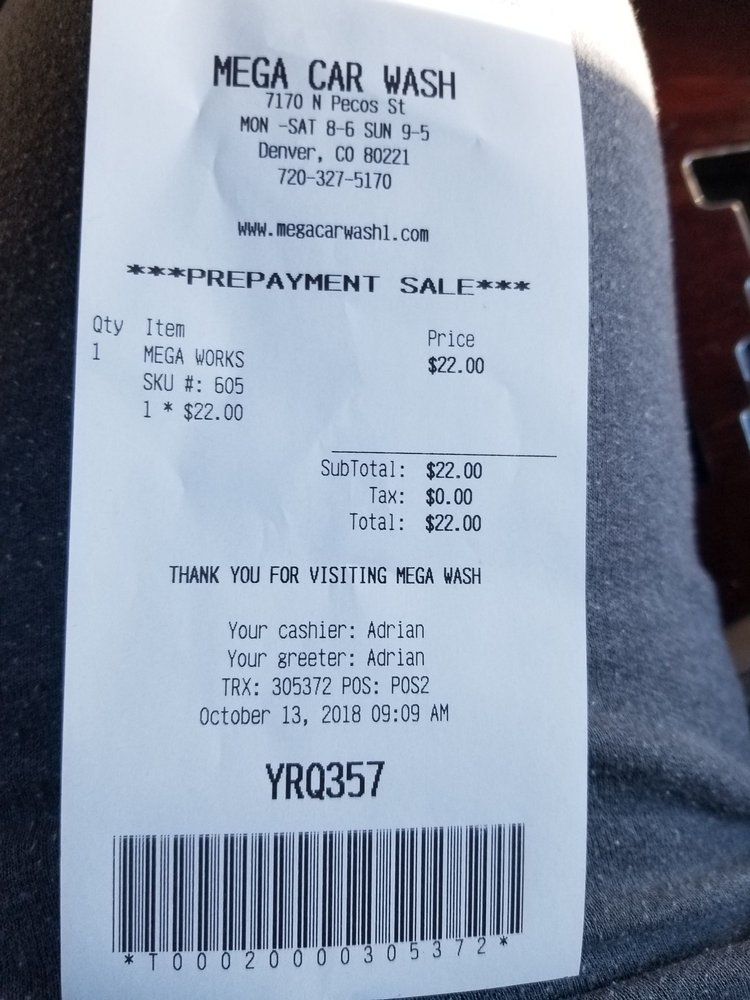 MEGA CAR WASH
7170 N Pecos St
MON -SAT 8-6 SUN 9-5
Denver, CO 80221
720-327-5170
www.megacarwash1.com
***PREPAYMENT SALE***
Qty Item Price
1 MEGA WORKS $22.00
SKU #: 605
1 * $22.00
SubTotal: $22.00
Tax: $0.00
Total: $22.00
THANK YOU FOR VISITING MEGA WASH
Your cashier: Adrian
Your greeter: Adrian
TRX: 305372 POS: POS2
October 13, 2018 09:09 AM
YRQ357
*T00020000305372*